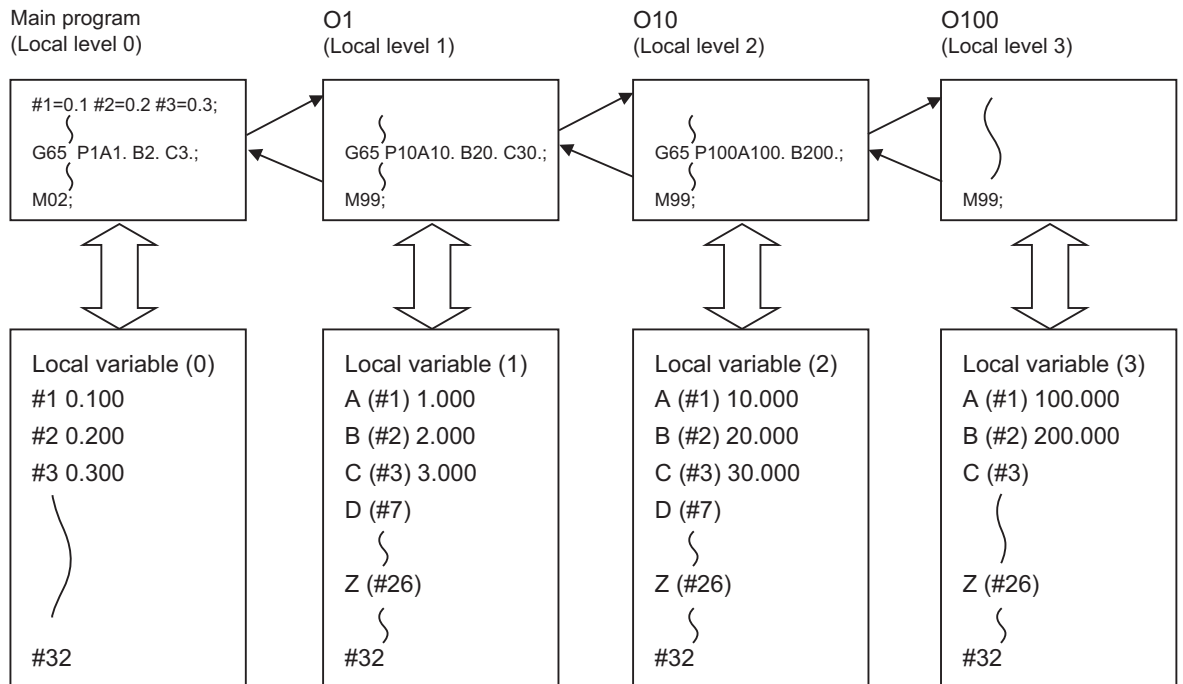 Main program
(Local level 0)
#1=0.1 #2=0.2 #3=0.3;
G65 P1A1. B2. C3.;
M02;
Local variable (0)
#1 0.100
#2 0.200
#3 0.300
#32
O1
(Local level 1)
G65 P10A10. B20. C30.;
M99;
Local variable (1)
A (#1) 1.000
B (#2) 2.000
C (#3) 3.000
D (#7)
Z (#26)
#32
O10
(Local level 2)
G65 P100A100. B200.;
M99;
Local variable (2)
A (#1) 10.000
B (#2) 20.000
C (#3) 30.000
D (#7)
Z (#26)
#32
O100
(Local level 3)
M99;
Local variable (3)
A (#1) 100.000
B (#2) 200.000
C (#3)
Z (#26)
#32